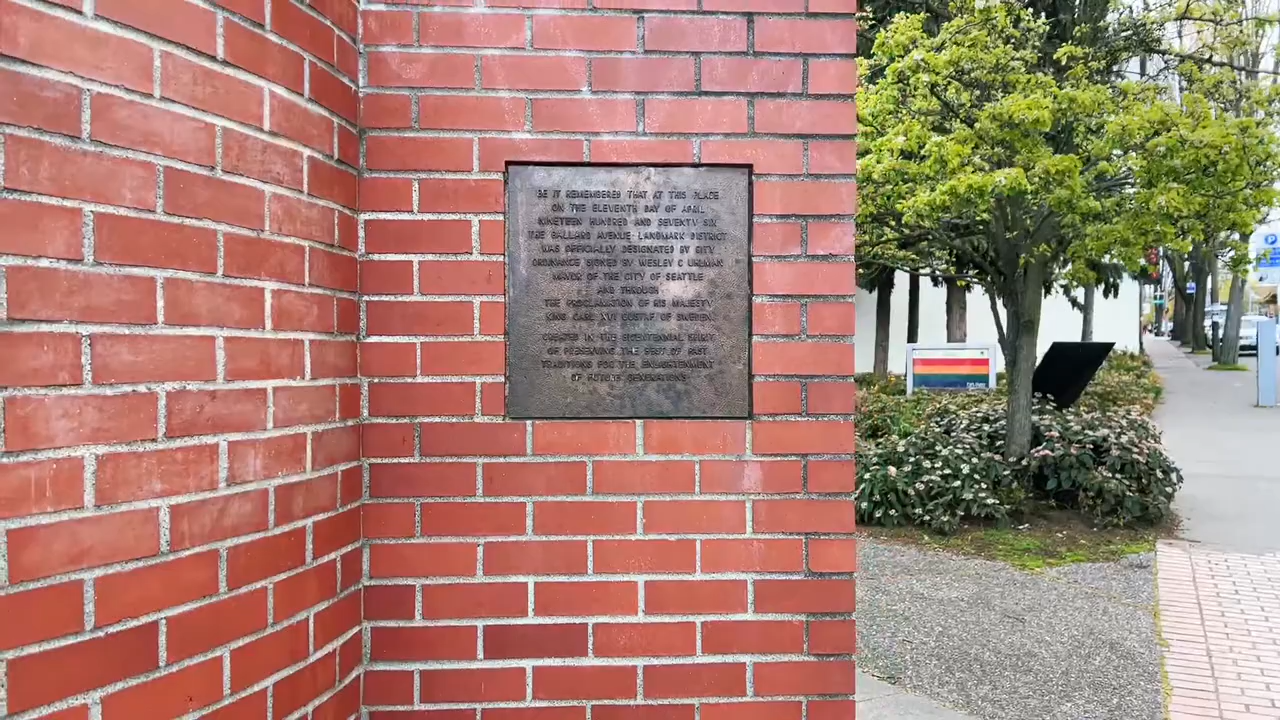 BE IT REMEMBERED THAT AT THIS PLACE
ON THE ELEVENTH DAY OF APRIL
NINETEEN HUNDRED AND SEVENTY SIX
THE BALLARD AVENUE LANDMARK DISTRICT
WAS OFFICIALLY DESIGNATED BY CITY
ORDINANCE SIGNED BY WESLEY C UHLMAN
MAYOR OF THE CITY OF SEATTLE
AND THROUGH
THE PROCLAMATION OF HIS MAJESTY
KING CARL XVI GUSTAF OF SWEDEN
CREATED IN THE BICENTENNIAL SPIRIT
OF PRESERVING THE BEST OF PAST
TRADITIONS FOR THE ENLIGHTENMENT
OF FUTURE GENERATIONS
P